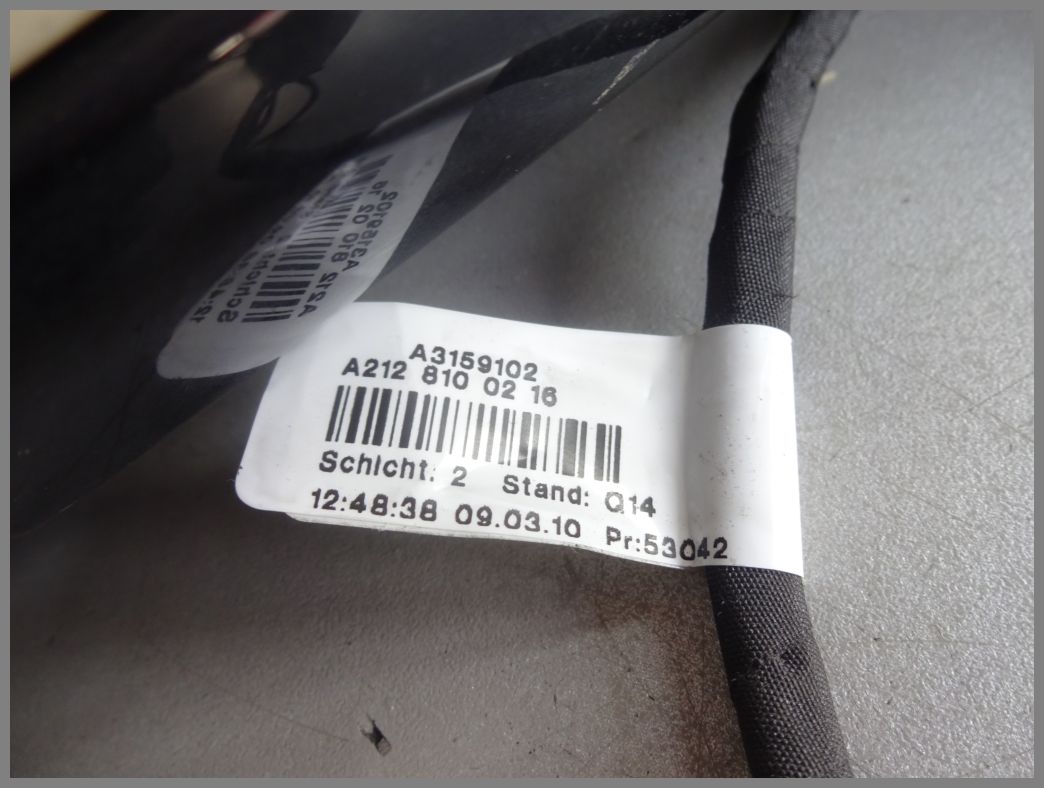 A3159102
A212 810 02 16
Schicht: 2 Stand: Q14
12:48:38 09.03.10 Pr:53042